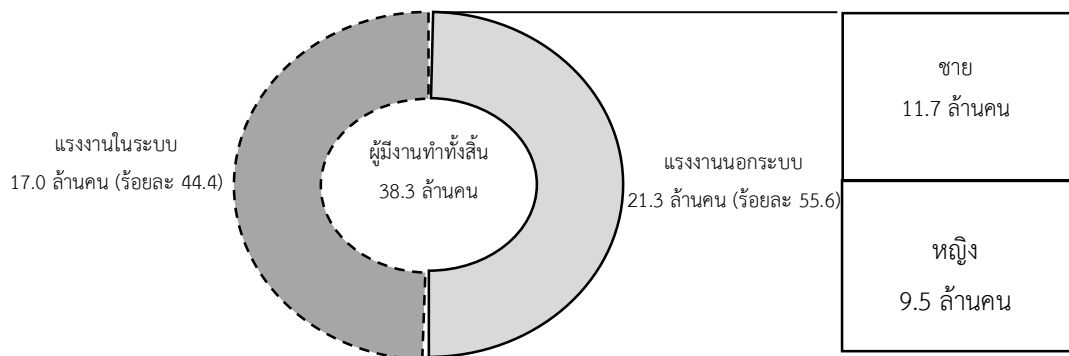 ชาย
11.7 ล้านคน
แรงงานในระบบ
17.0 ล้านคน (ร้อยละ 44.4)
ผู้มีงานทำทั้งสิ้น
38.3 ล้านคน
แรงงานนอกระบบ
21.3 ล้านคน (ร้อยละ 55.6)
หญิง
9.5 ล้านคน